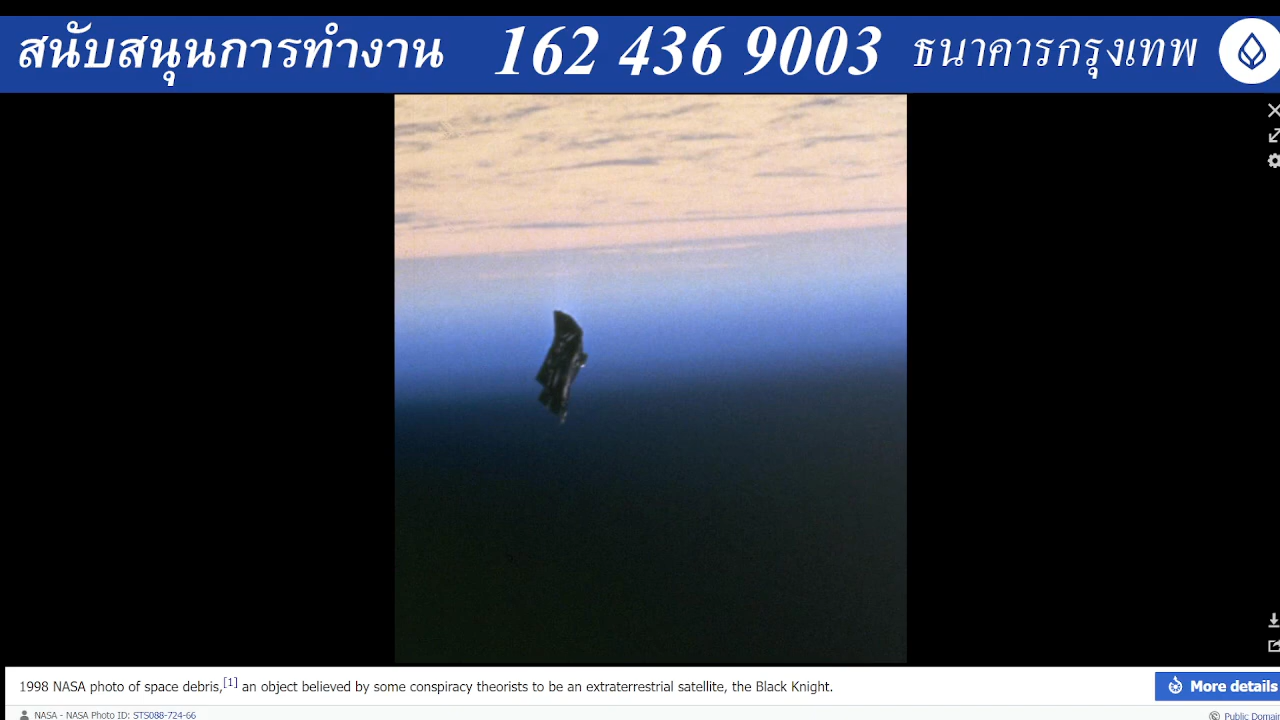 สนับสนุนการทำงาน 162 436 9003 ธนาคารกรุงเทพ
1998 NASA photo of space debris,[1] an object believed by some conspiracy theorists to be an extraterrestrial satellite, the Black Knight.
More details
NASA - NASA Photo ID: STS088-724-66
Public Domain